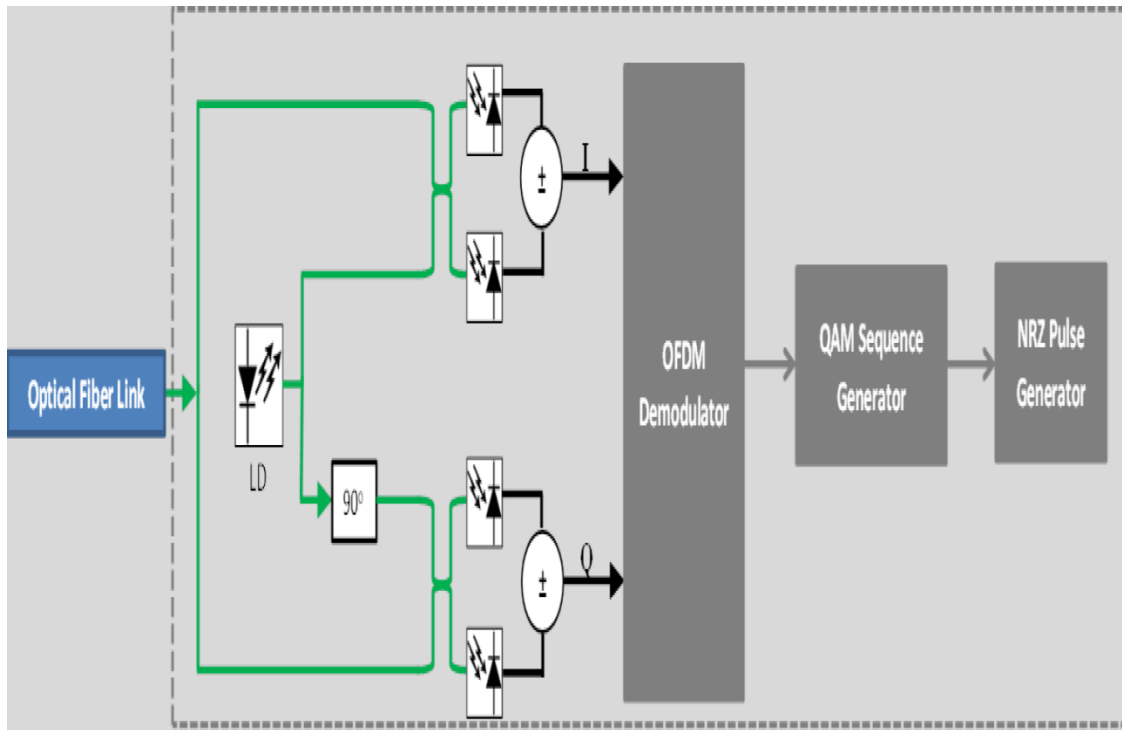 Optical Fiber Link
LD
90°
±
I
±
Q
OFDM
Demodulator
QAM Sequence
Generator
NRZ Pulse
Generator